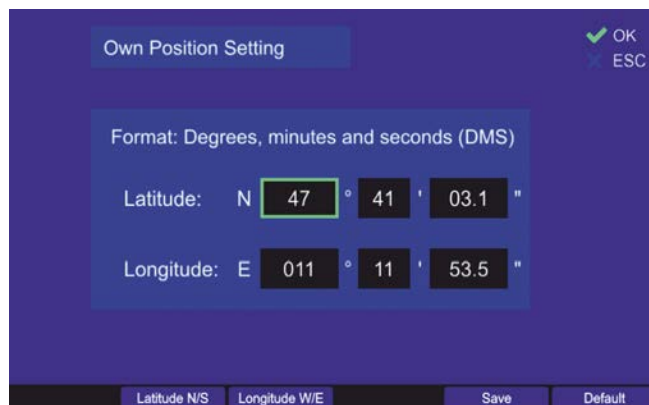 Own Position Setting
OK
ESC
Format: Degrees, minutes and seconds (DMS)
Latitude: N 47 ° 41 ' 03.1 "
Longitude: E 011 ° 11 ' 53.5 "
Latitude N/S Longitude W/E Save Default